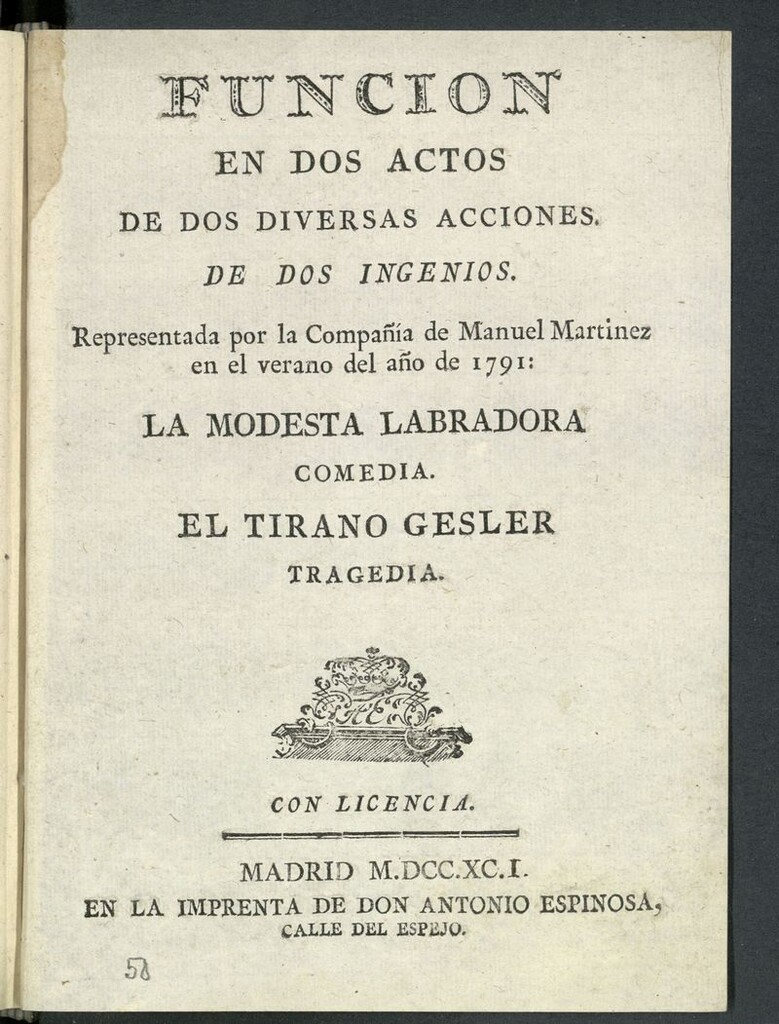 FUNCION
EN DOS ACTOS
DE DOS DIVERSAS ACCIONES.
DE DOS INGENIOS.
Representada por la Compañía de Manuel Martinez
en el verano del año de 1791:
LA MODESTA LABRADORA
COMEDIA.
EL TIRANO GESLER
TRAGEDIA.
CON LICENCIA.
MADRID M.DCC.XC.I.
EN LA IMPRENTA DE DON ANTONIO ESPINOSA,
CALLE DEL ESPEJO.